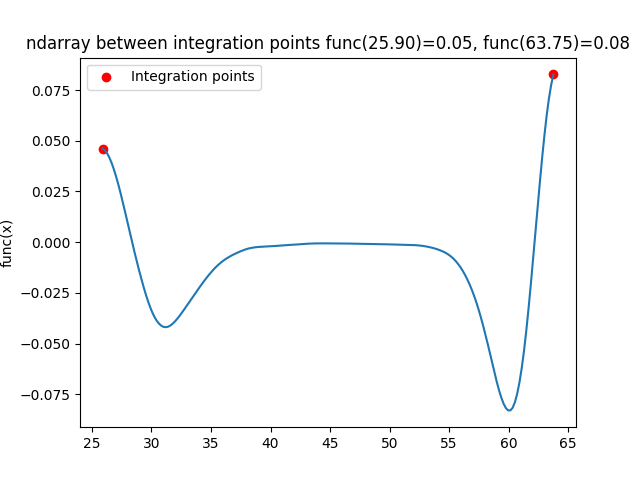 ndarray between integration points func(25.90)=0.05, func(63.75)=0.08
Integration points
func(x)
0.075
0.050
0.025
0.000
−0.025
−0.050
−0.075
25 30 35 40 45 50 55 60 65